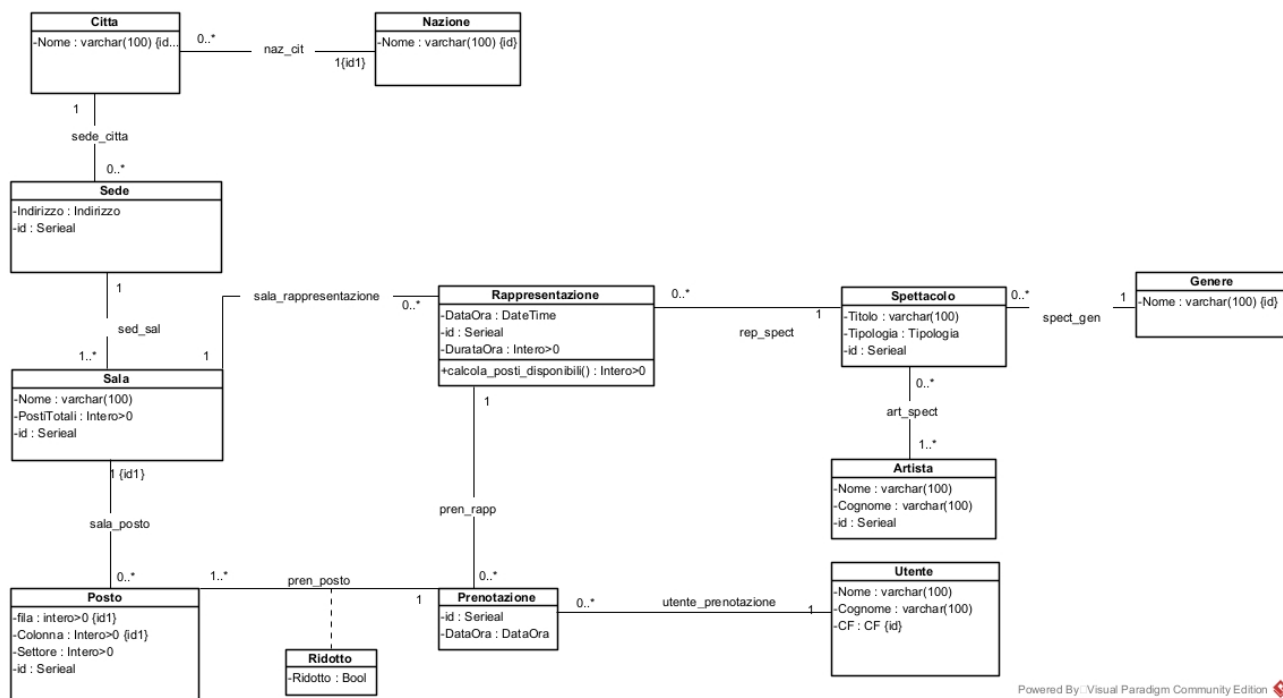 Citta
-Nome : varchar(100) {id...
0..*
naz_cit
1{id1}
Nazione
-Nome : varchar(100) {id}
1
sede_citta
0..*
Sede
-Indirizzo : Indirizzo
-id : Serieal
1
sed_sal
1..*
1
sala_rappresentazione
0..*
Sala
-Nome : varchar(100)
-PostiTotali : Intero>0
-id : Serieal
Rappresentazione
-DataOra : DateTime
-id : Serieal
-DurataOra : Intero>0
+calcola_posti_disponibili() : Intero>0
0..*
rep_spect
1
Spettacolo
-Titolo : varchar(100)
-Tipologia : Tipologia
-id : Serieal
0..*
spect_gen
1
Genere
-Nome : varchar(100) {id}
0..*
art_spect
1..*
Artista
-Nome : varchar(100)
-Cognome : varchar(100)
-id : Serieal
1 {id1}
sala_posto
0..*
1
pren_rapp
0..*
Posto
-fila : intero>0 {id1}
-Colonna : Intero>0 {id1}
-Settore : Intero>0
-id : Serieal
1..*
pren_posto
1
Ridotto
-Ridotto : Bool
Prenotazione
-id : Serieal
-DataOra : DataOra
0..*
utente_prenotazione
1
Utente
-Nome : varchar(100)
-Cognome : varchar(100)
-CF : CF {id}
Powered By Visual Paradigm Community Edition